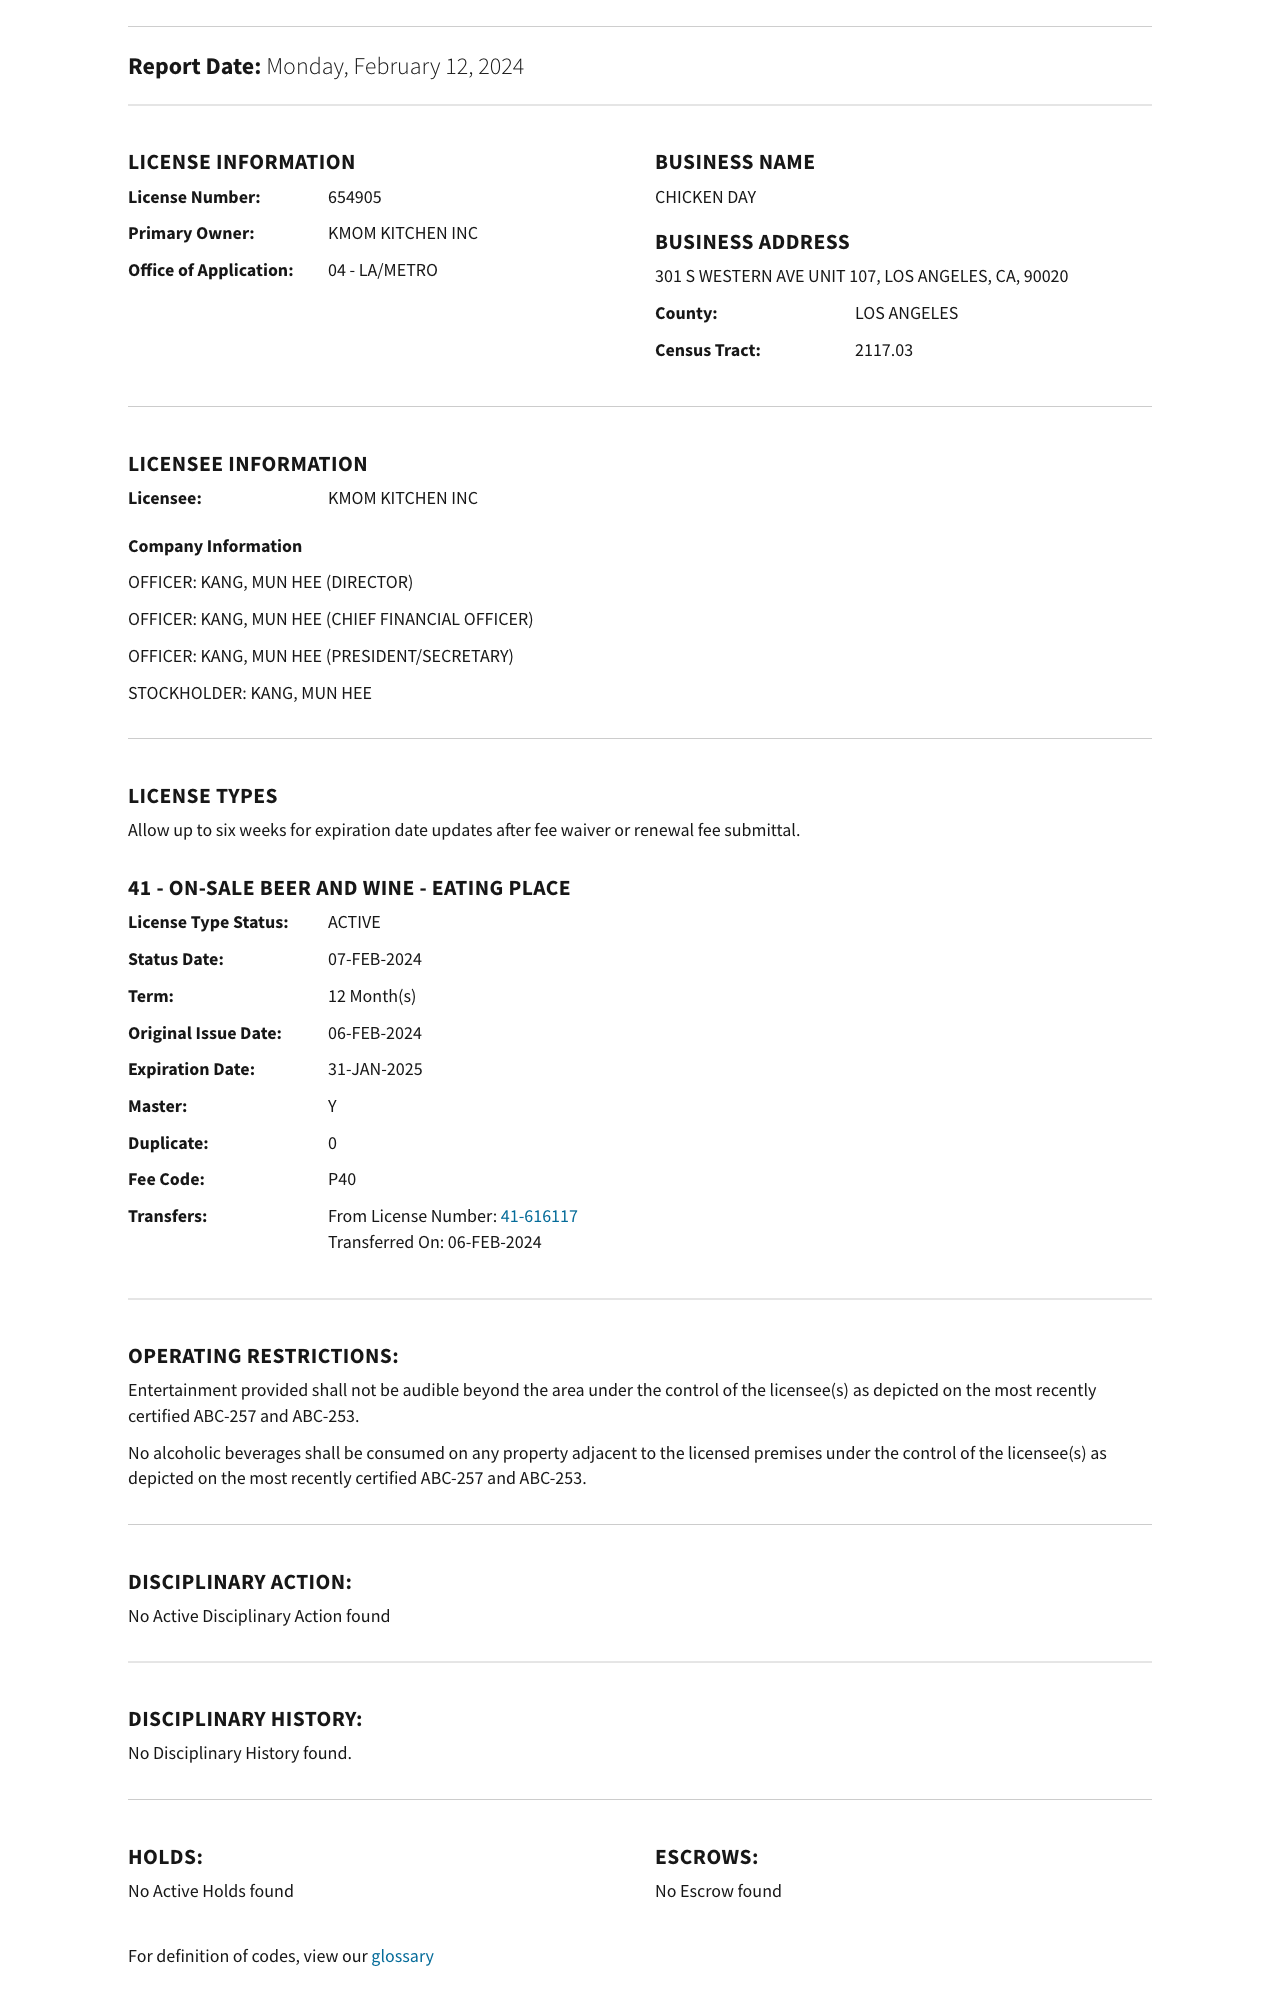 Report Date: Monday, February 12, 2024
LICENSE INFORMATION
License Number: 654905
Primary Owner: KMOM KITCHEN INC
Office of Application: 04 - LA/METRO
BUSINESS NAME
CHICKEN DAY
BUSINESS ADDRESS
301 S WESTERN AVE UNIT 107, LOS ANGELES, CA, 90020
County: LOS ANGELES
Census Tract: 2117.03
LICENSEE INFORMATION
Licensee: KMOM KITCHEN INC
Company Information
OFFICER: KANG, MUN HEE (DIRECTOR)
OFFICER: KANG, MUN HEE (CHIEF FINANCIAL OFFICER)
OFFICER: KANG, MUN HEE (PRESIDENT/SECRETARY)
STOCKHOLDER: KANG, MUN HEE
LICENSE TYPES
Allow up to six weeks for expiration date updates after fee waiver or renewal fee submittal.
41 - ON-SALE BEER AND WINE - EATING PLACE
License Type Status: ACTIVE
Status Date: 07-FEB-2024
Term: 12 Month(s)
Original Issue Date: 06-FEB-2024
Expiration Date: 31-JAN-2025
Master: Y
Duplicate: 0
Fee Code: P40
Transfers: From License Number: 41-616117
Transferred On: 06-FEB-2024
OPERATING RESTRICTIONS:
Entertainment provided shall not be audible beyond the area under the control of the licensee(s) as depicted on the most recently
certified ABC-257 and ABC-253.
No alcoholic beverages shall be consumed on any property adjacent to the licensed premises under the control of the licensee(s) as
depicted on the most recently certified ABC-257 and ABC-253.
DISCIPLINARY ACTION:
No Active Disciplinary Action found
DISCIPLINARY HISTORY:
No Disciplinary History found.
HOLDS:
No Active Holds found
ESCROWS:
No Escrow found
For definition of codes, view our glossary